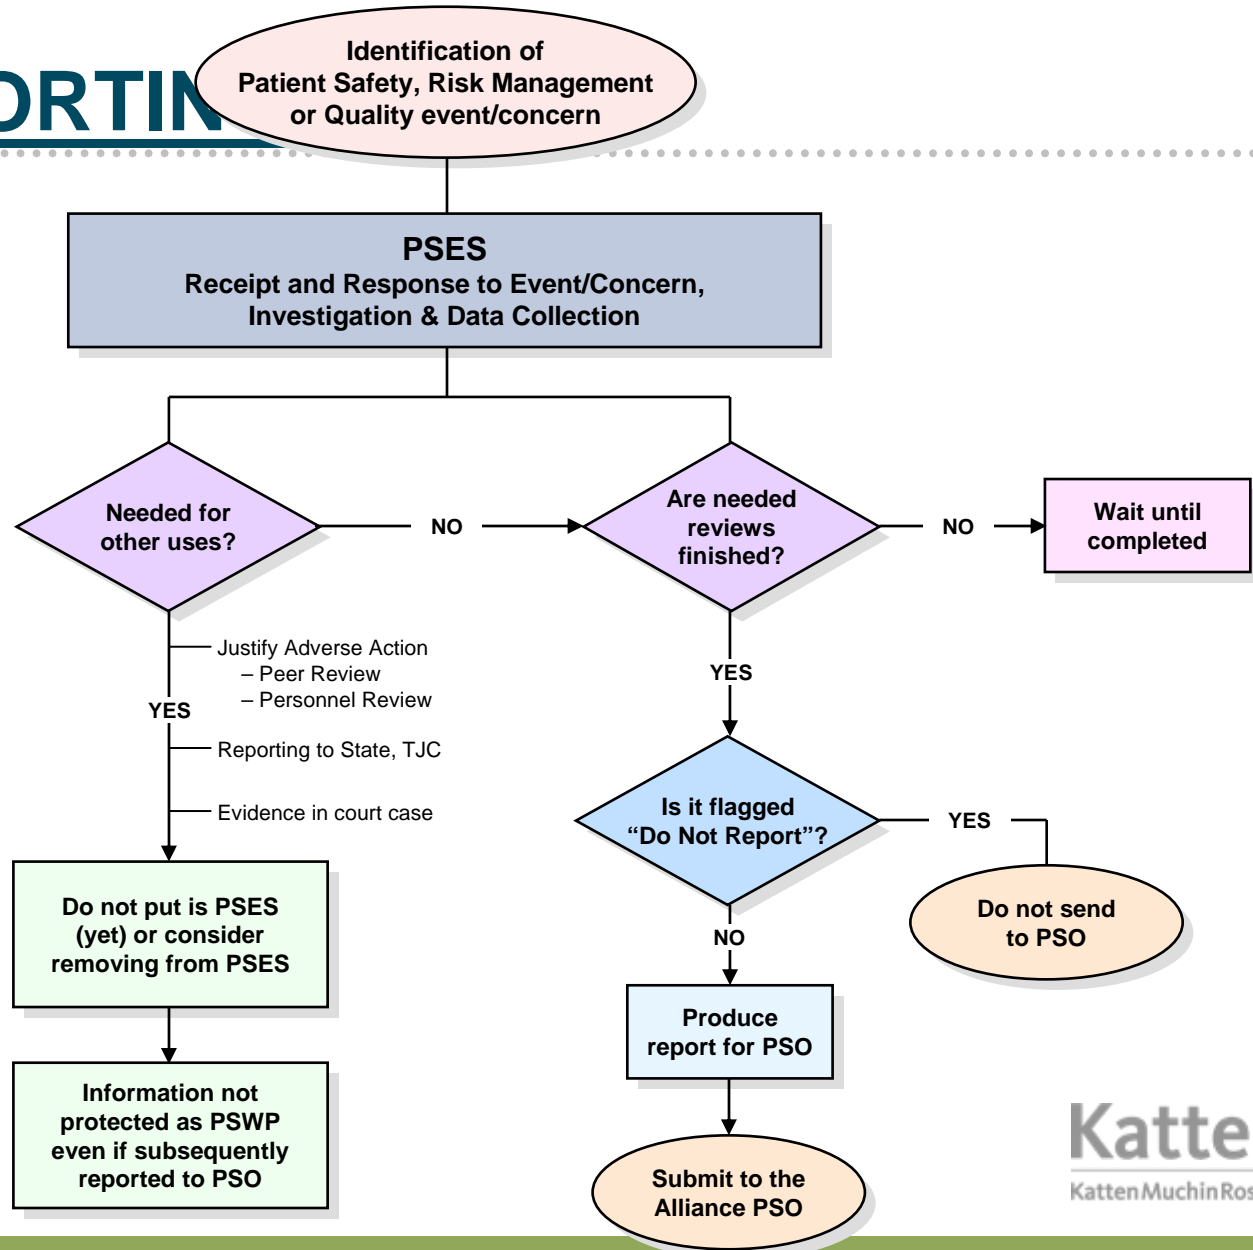 ORTIN
Identification of
Patient Safety, Risk Management
or Quality event/concern
PSES
Receipt and Response to Event/Concern,
Investigation & Data Collection
Needed for
other uses?
NO
Are needed
reviews
finished?
NO
Wait until
completed
Justify Adverse Action
– Peer Review
– Personnel Review
YES
Reporting to State, TJC
Evidence in court case
YES
Is it flagged
“Do Not Report”?
YES
Do not send
to PSO
Do not put is PSES
(yet) or consider
removing from PSES
NO
Produce
report for PSO
Information not
protected as PSWP
even if subsequently
reported to PSO
Submit to the
Alliance PSO
Katte
KattenMuchinRos